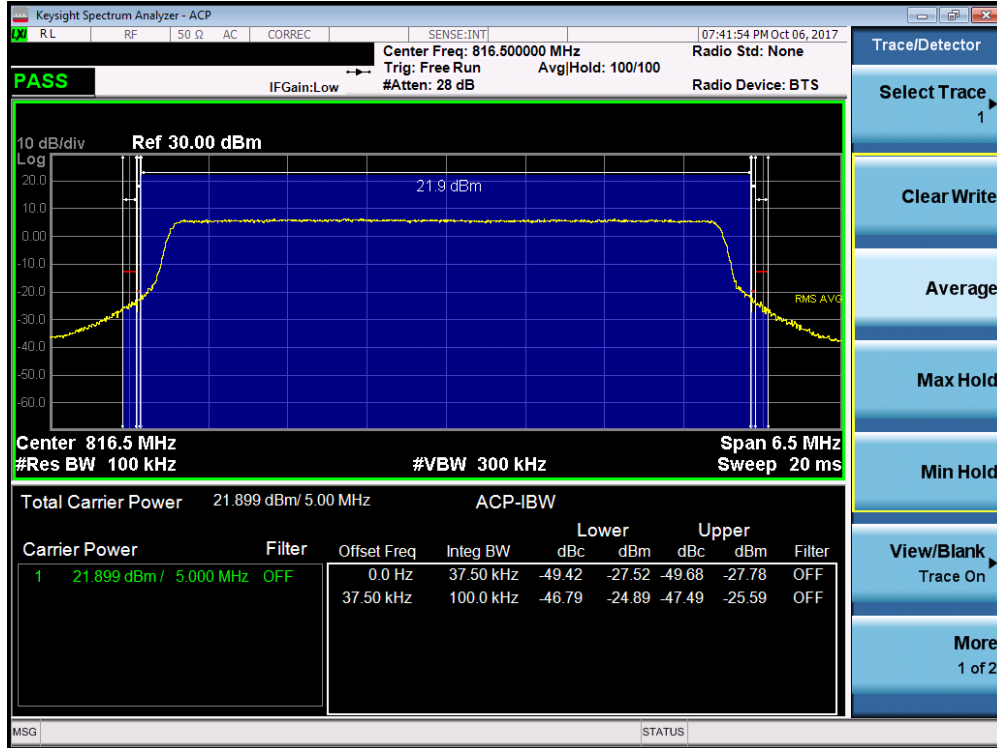 Keysight Spectrum Analyzer - ACP
LXI RL RF 50 Ω AC CORREC SENSE:INT 07:41:54 PM Oct 06, 2017
Center Freq: 816.500000 MHz Radio Std: None
Trig: Free Run Avg|Hold: 100/100
PASS IFGain:Low #Atten: 28 dB Radio Device: BTS
10 dB/div Ref 30.00 dBm
Log
20.0
21.9 dBm
10.0
0.00
-10.0
-20.0
RMS AVG
-30.0
-40.0
-50.0
-60.0
Center 816.5 MHz Span 6.5 MHz
#Res BW 100 kHz #VBW 300 kHz Sweep 20 ms
Total Carrier Power 21.899 dBm/ 5.00 MHz ACP-IBW
Lower Upper
Carrier Power Filter Offset Freq Integ BW dBc dBm dBc dBm Filter
1 21.899 dBm / 5.000 MHz OFF 0.0 Hz 37.50 kHz -49.42 -27.52 -49.68 -27.78 OFF
37.50 kHz 100.0 kHz -46.79 -24.89 -47.49 -25.59 OFF
MSG STATUS
Trace/Detector
Select Trace
1
Clear Write
Average
Max Hold
Min Hold
View/Blank
Trace On
More
1 of 2